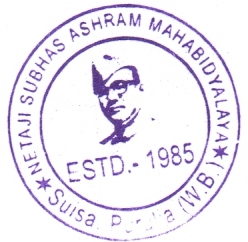 NETAJI SUBHAS ASHRAM MAHABIDYALAYA
ESTD.- 1985
Suisa, Purulia (W.B.)